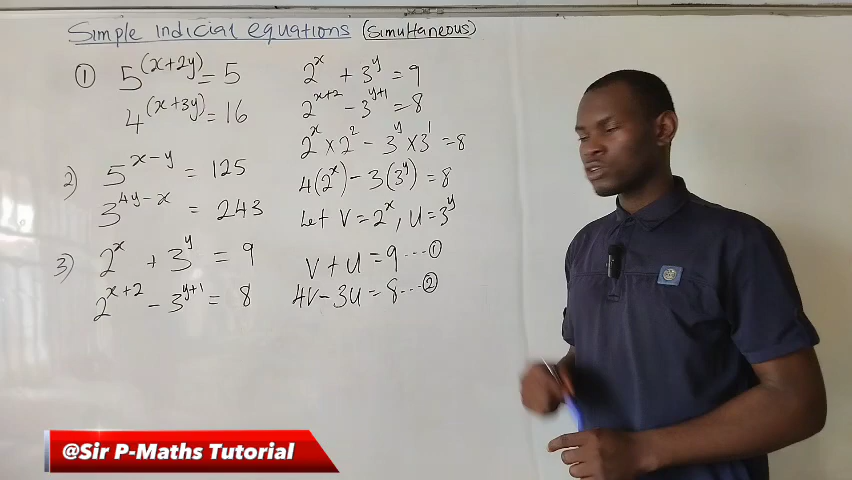 Simple indicial equations (Simultaneous)
① 5^(x+2y) = 5
4^(x+3y) = 16
2) 5^x-y = 125
3^4y-x = 243
3) 2^x + 3^y = 9
2^x+2 - 3^y+1 = 8
2^x + 3^y = 9
2^x+2 - 3^y+1 = 8
2^x × 2^2 - 3^y × 3^1 = 8
4(2^x) - 3(3^y) = 8
Let V = 2^x, U = 3^y
V + U = 9 ... ①
4V - 3U = 8 ... ②
@Sir P-Maths Tutorial